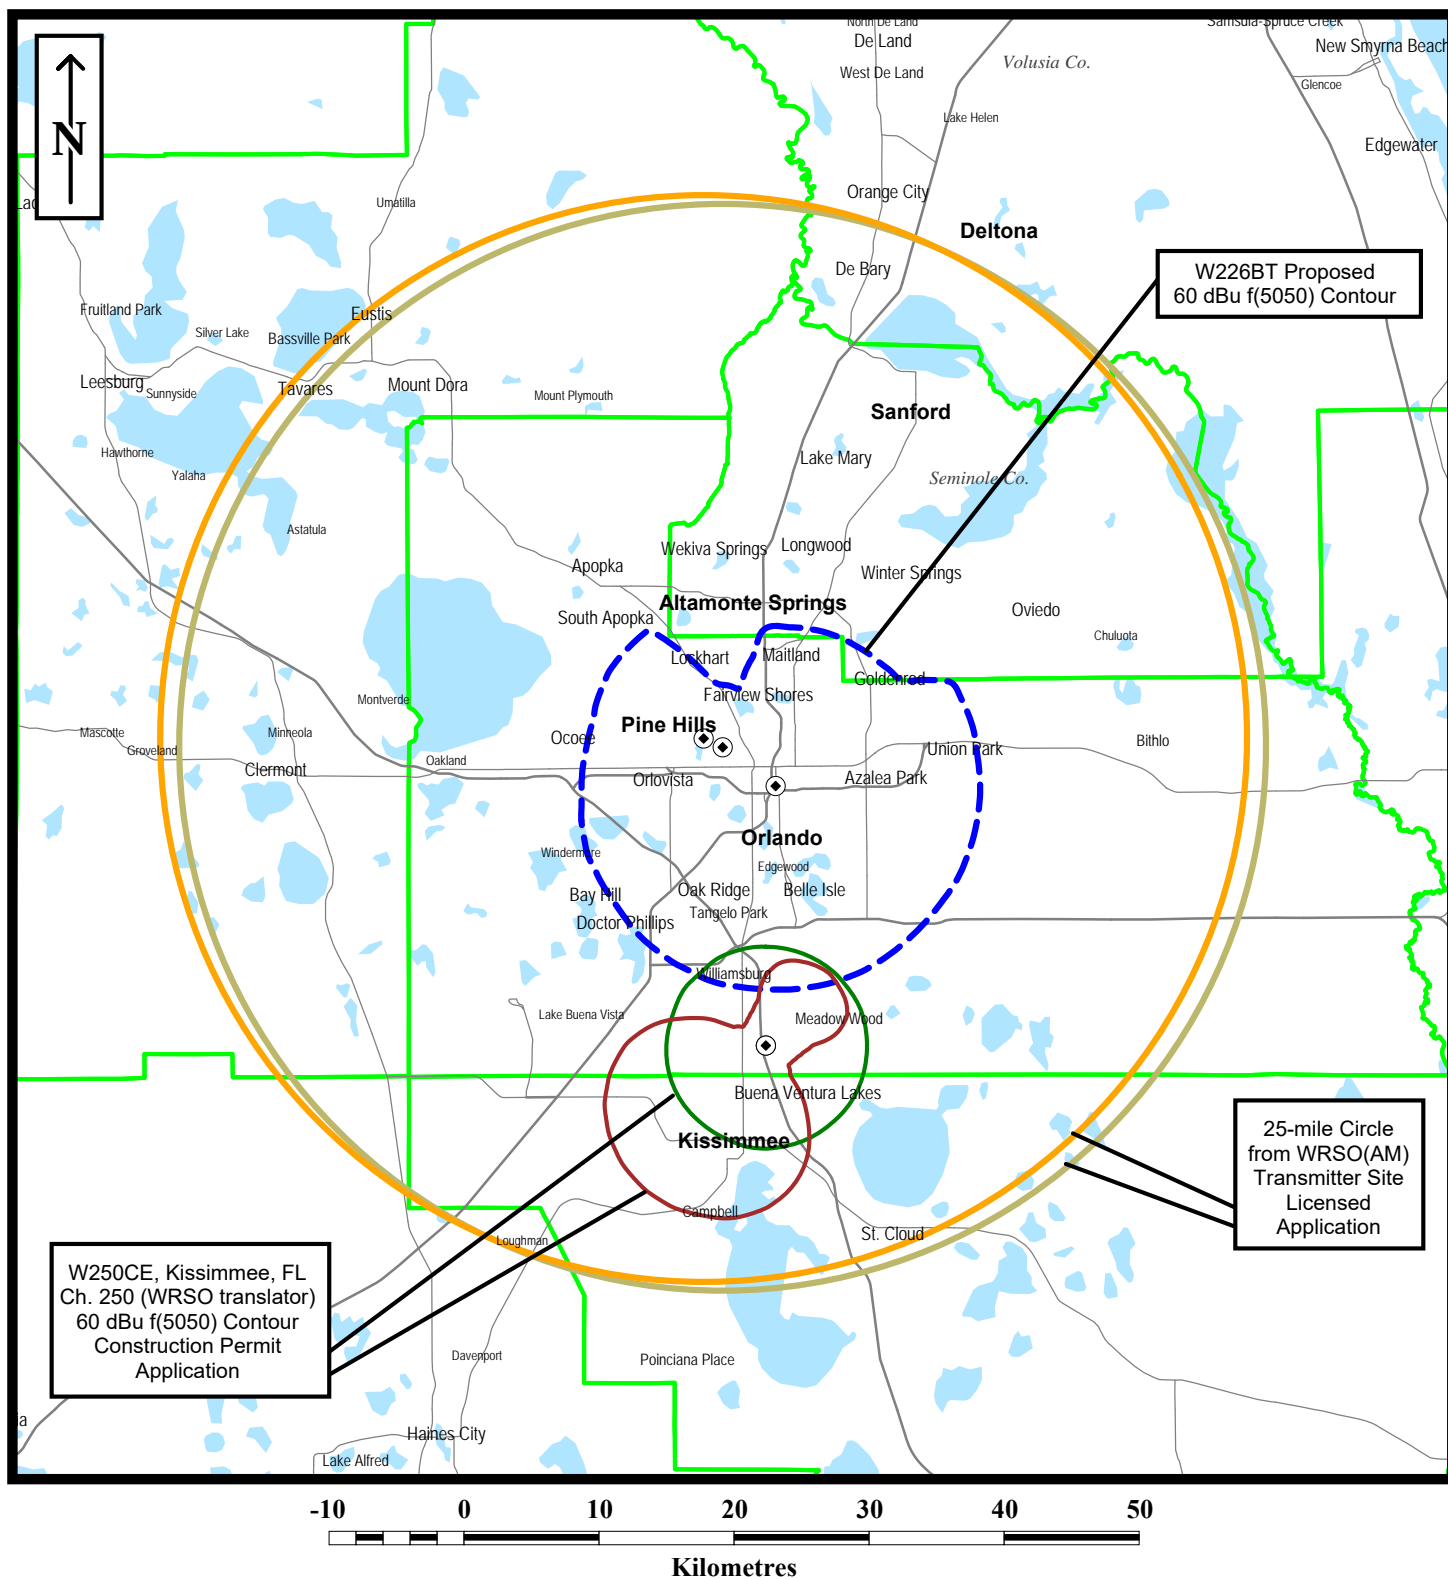 North De Land
De Land
West De Land
Volusia Co.
Samsula-Spruce Creek
New Smyrna Beach
Glencoe
Edgewater
Lake Helen
N
Umatilla
Orange City
Deltona
De Bary
W226BT Proposed
60 dBu f(5050) Contour
Fruitland Park
Silver Lake
Eustis
Bassville Park
Leesburg
Sunnyside
Tavares
Mount Dora
Mount Plymouth
Sanford
Hawthorne
Yalaha
Lake Mary
Seminole Co.
Astatula
Wekiva Springs
Longwood
Apopka
Winter Springs
Altamonte Springs
Oviedo
South Apopka
Chuluota
Lockhart
Maitland
Goldenrod
Montverde
Fairview Shores
Mascotte
Groveland
Minneola
Pine Hills
Ocoee
Union Park
Bithlo
Clermont
Oakland
Orlovista
Azalea Park
Orlando
Windermere
Edgewood
Bay Hill
Oak Ridge
Belle Isle
Doctor Phillips
Tangelo Park
Williamsburg
Lake Buena Vista
Meadow Wood
Buena Ventura Lakes
Kissimmee
25-mile Circle
from WRSO(AM)
Transmitter Site
Licensed
Application
Campbell
St. Cloud
Loughman
W250CE, Kissimmee, FL
Ch. 250 (WRSO translator)
60 dBu f(5050) Contour
Construction Permit
Application
Davenport
Poinciana Place
Haines City
Lake Alfred
-10 0 10 20 30 40 50
Kilometres